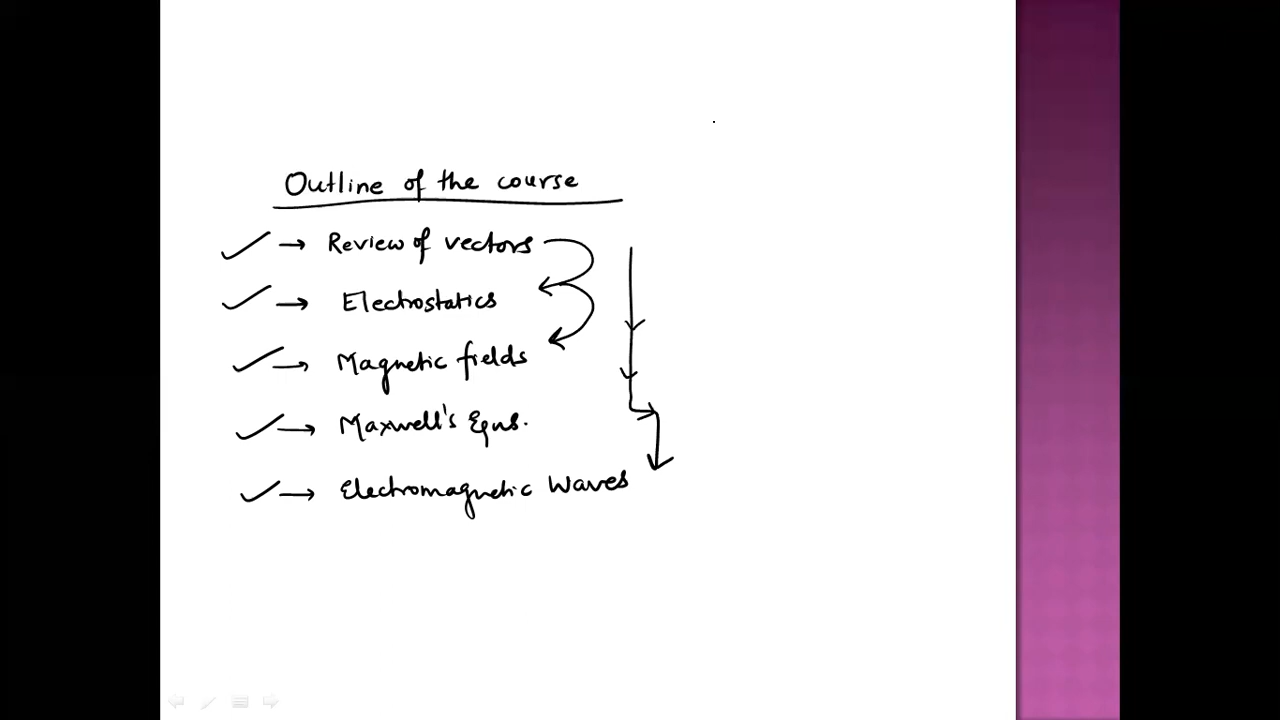 Outline of the course
✓ → Review of vectors
✓ → Electrostatics
✓ → Magnetic fields
✓ → Maxwell's Eqns.
✓ → Electromagnetic Waves